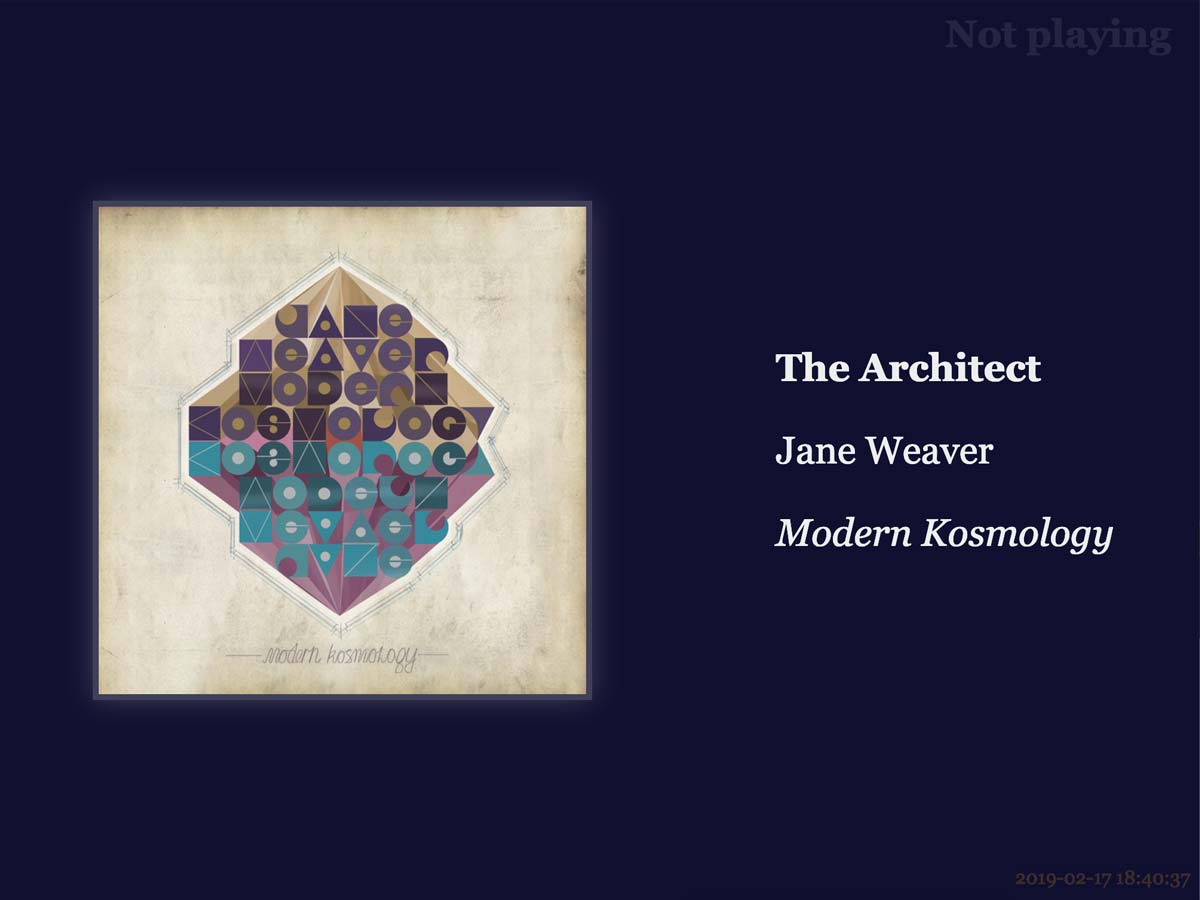 Not playing
JANE
WEAVER
MODERN
KOSMOLOGY
modern kosmology
The Architect
Jane Weaver
Modern Kosmology
2019-02-17 18:40:37